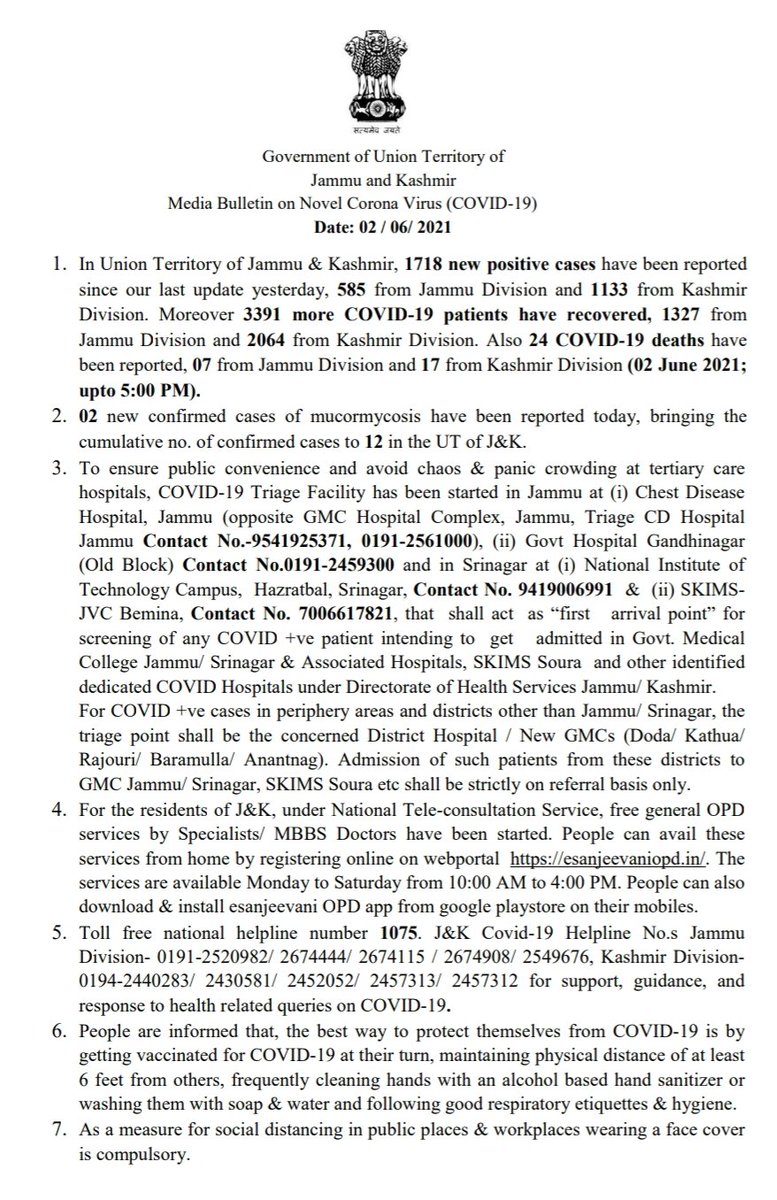 सत्यमेव जयते
Government of Union Territory of
Jammu and Kashmir
Media Bulletin on Novel Corona Virus (COVID-19)
Date: 02 / 06/ 2021
1. In Union Territory of Jammu & Kashmir, 1718 new positive cases have been reported
since our last update yesterday, 585 from Jammu Division and 1133 from Kashmir
Division. Moreover 3391 more COVID-19 patients have recovered, 1327 from
Jammu Division and 2064 from Kashmir Division. Also 24 COVID-19 deaths have
been reported, 07 from Jammu Division and 17 from Kashmir Division (02 June 2021;
upto 5:00 PM).
2. 02 new confirmed cases of mucormycosis have been reported today, bringing the
cumulative no. of confirmed cases to 12 in the UT of J&K.
3. To ensure public convenience and avoid chaos & panic crowding at tertiary care
hospitals, COVID-19 Triage Facility has been started in Jammu at (i) Chest Disease
Hospital, Jammu (opposite GMC Hospital Complex, Jammu, Triage CD Hospital
Jammu Contact No.-9541925371, 0191-2561000), (ii) Govt Hospital Gandhinagar
(Old Block) Contact No.0191-2459300 and in Srinagar at (i) National Institute of
Technology Campus, Hazratbal, Srinagar, Contact No. 9419006991 & (ii) SKIMS-
JVC Bemina, Contact No. 7006617821, that shall act as “first arrival point” for
screening of any COVID +ve patient intending to get admitted in Govt. Medical
College Jammu/ Srinagar & Associated Hospitals, SKIMS Soura and other identified
dedicated COVID Hospitals under Directorate of Health Services Jammu/ Kashmir.
For COVID +ve cases in periphery areas and districts other than Jammu/ Srinagar, the
triage point shall be the concerned District Hospital / New GMCs (Doda/ Kathua/
Rajouri/ Baramulla/ Anantnag). Admission of such patients from these districts to
GMC Jammu/ Srinagar, SKIMS Soura etc shall be strictly on referral basis only.
4. For the residents of J&K, under National Tele-consultation Service, free general OPD
services by Specialists/ MBBS Doctors have been started. People can avail these
services from home by registering online on webportal https://esanjeevaniopd.in/. The
services are available Monday to Saturday from 10:00 AM to 4:00 PM. People can also
download & install esanjeevani OPD app from google playstore on their mobiles.
5. Toll free national helpline number 1075. J&K Covid-19 Helpline No.s Jammu
Division- 0191-2520982/ 2674444/ 2674115 / 2674908/ 2549676, Kashmir Division-
0194-2440283/ 2430581/ 2452052/ 2457313/ 2457312 for support, guidance, and
response to health related queries on COVID-19.
6. People are informed that, the best way to protect themselves from COVID-19 is by
getting vaccinated for COVID-19 at their turn, maintaining physical distance of at least
6 feet from others, frequently cleaning hands with an alcohol based hand sanitizer or
washing them with soap & water and following good respiratory etiquettes & hygiene.
7. As a measure for social distancing in public places & workplaces wearing a face cover
is compulsory.